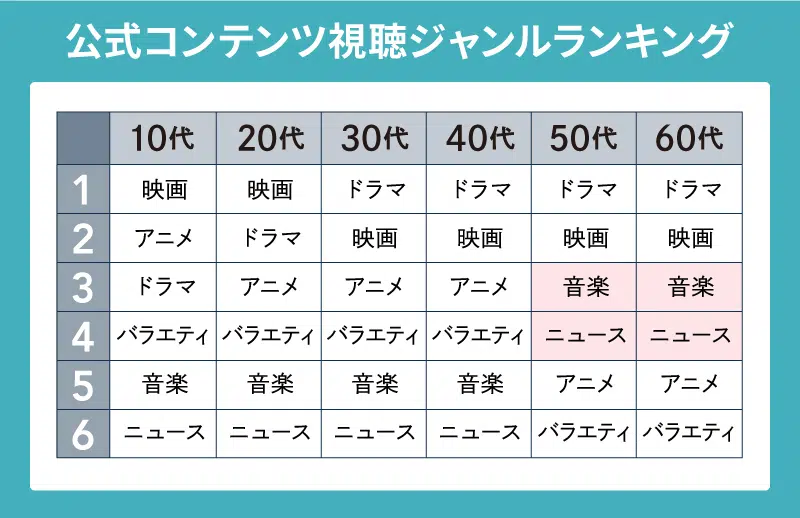 公式コンテンツ視聴ジャンルランキング
10代 20代 30代 40代 50代 60代
1 映画 映画 ドラマ ドラマ ドラマ ドラマ
2 アニメ ドラマ 映画 映画 映画 映画
3 ドラマ アニメ アニメ アニメ 音楽 音楽
4 バラエティ バラエティ バラエティ バラエティ ニュース ニュース
5 音楽 音楽 音楽 音楽 アニメ アニメ
6 ニュース ニュース ニュース ニュース バラエティ バラエティ